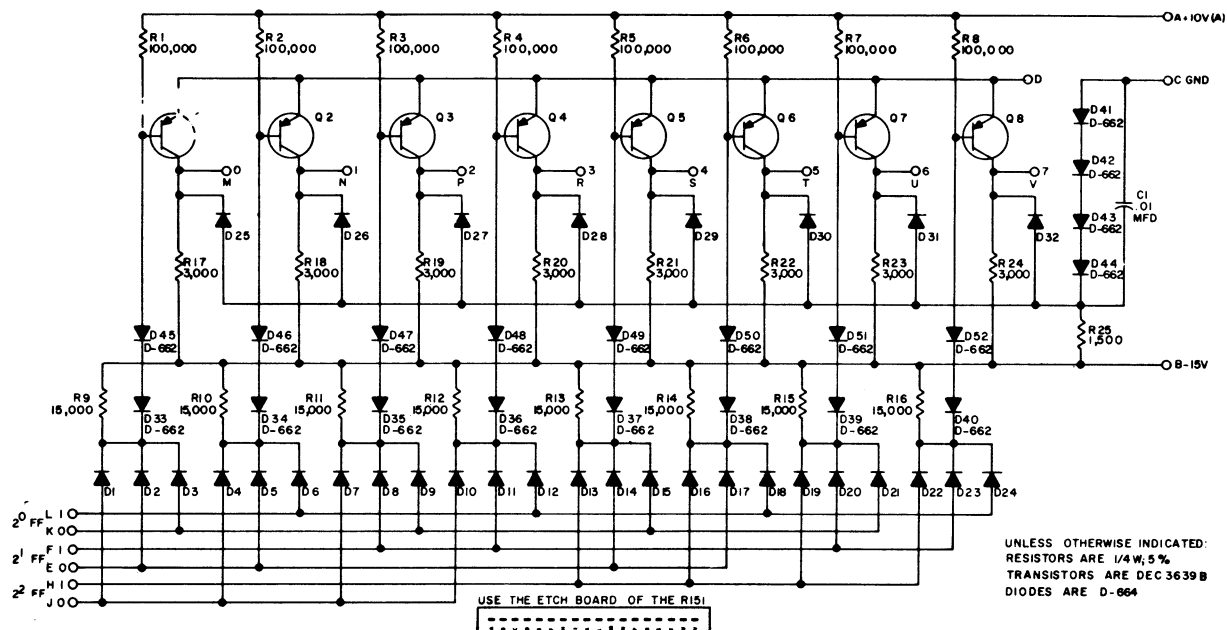 A+10V(A)
R1 100,000
R2 100,000
R3 100,000
R4 100,000
R5 100,000
R6 100,000
R7 100,000
R8 100,000
D
C GND
Q2
Q3
Q4
Q5
Q6
Q7
Q8
D41 D-662
D42 D-662
D43 D-662
D44 D-662
C1 .01 MFD
0 M
1 N
2 P
3 R
4 S
5 T
6 U
7 V
D25
D26
D27
D28
D29
D30
D31
D32
R17 3,000
R18 3,000
R19 3,000
R20 3,000
R21 3,000
R22 3,000
R23 3,000
R24 3,000
R25 1,500
D45 D-662
D46 D-662
D47 D-662
D48 D-662
D49 D-662
D50 D-662
D51 D-662
D52 D-662
B-15V
R9 15,000
R10 15,000
R11 15,000
R12 15,000
R13 15,000
R14 15,000
R15 15,000
R16 15,000
D33 D-662
D34 D-662
D35 D-662
D36 D-662
D37 D-662
D38 D-662
D39 D-662
D40 D-662
D1 D2 D3 D4 D5 D6 D7 D8 D9 D10 D11 D12 D13 D14 D15 D16 D17 D18 D19 D20 D21 D22 D23 D24
2⁰ FF L1
K0
2¹ FF F1
E0
2² FF H1
J0
UNLESS OTHERWISE INDICATED:
RESISTORS ARE 1/4W; 5%
TRANSISTORS ARE DEC 3639B
DIODES ARE D-664
USE THE ETCH BOARD OF THE R151